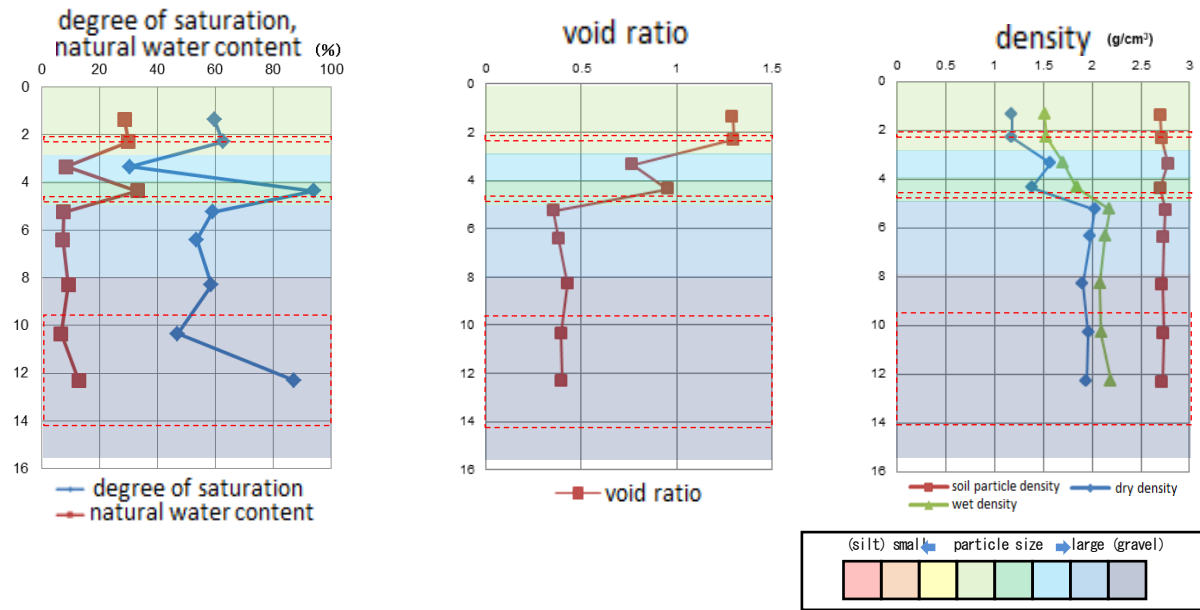 degree of saturation,
natural water content (%)
0 20 40 60 80 100
0
2
4
6
8
10
12
14
16
degree of saturation
natural water content
void ratio
0 0.5 1 1.5
0
2
4
6
8
10
12
14
16
void ratio
density (g/cm³)
0 0.5 1 1.5 2 2.5 3
0
2
4
6
8
10
12
14
16
soil particle density dry density
wet density
(silt) small particle size large (gravel)